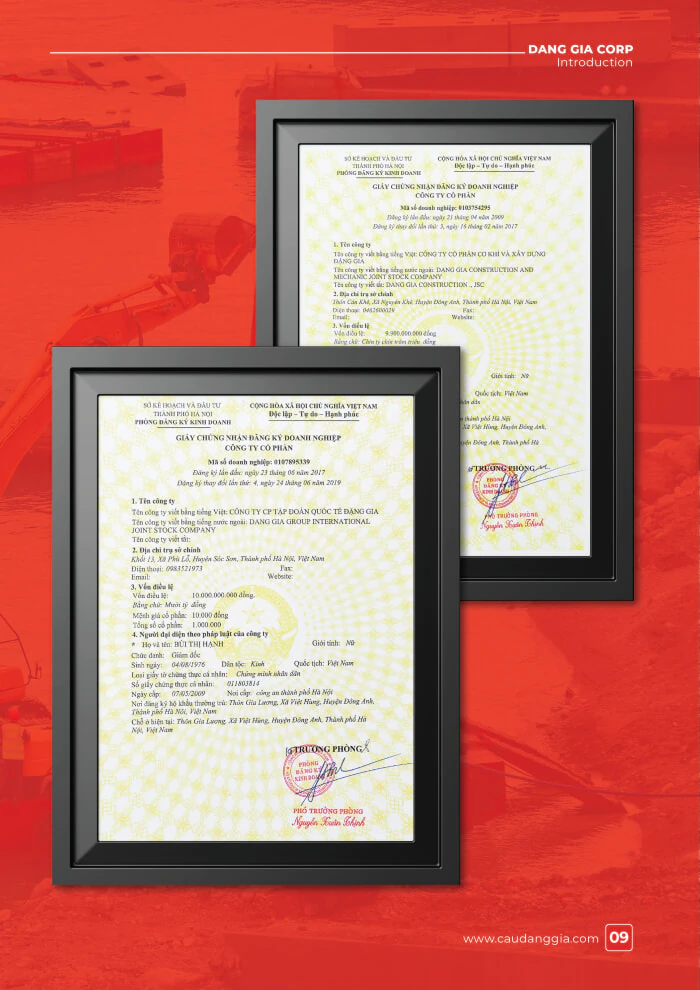 DANG GIA CORP
Introduction
SỞ KẾ HOẠCH VÀ ĐẦU TƯ
THÀNH PHỐ HÀ NỘI
PHÒNG ĐĂNG KÝ KINH DOANH
CỘNG HÒA XÃ HỘI CHỦ NGHĨA VIỆT NAM
Độc lập – Tự do – Hạnh phúc
GIẤY CHỨNG NHẬN ĐĂNG KÝ DOANH NGHIỆP
CÔNG TY CỔ PHẦN
Mã số doanh nghiệp: 0103754295
Đăng ký lần đầu: ngày 21 tháng 04 năm 2009
Đăng ký thay đổi lần thứ: 3, ngày 16 tháng 02 năm 2017
1. Tên công ty
Tên công ty viết bằng tiếng Việt: CÔNG TY CỔ PHẦN CƠ KHÍ VÀ XÂY DỰNG
ĐĂNG GIA
Tên công ty viết bằng tiếng nước ngoài: DANG GIA CONSTRUCTION AND
MECHANIC JOINT STOCK COMPANY
Tên công ty viết tắt: DANG GIA CONSTRUCTION ., JSC
2. Địa chỉ trụ sở chính
Thôn Cán Khê, Xã Nguyên Khê, Huyện Đông Anh, Thành phố Hà Nội, Việt Nam
Điện thoại: 0462600039 Fax:
Email: Website:
3. Vốn điều lệ
Vốn điều lệ: 9.900.000.000 đồng
Bằng chữ: Chín tỷ chín trăm triệu đồng
Giới tính: Nữ
Quốc tịch: Việt Nam
dân
thành phố Hà Nội
Xã Việt Hùng, Huyện Đông Anh,
Huyện Đông Anh, Thành phố Hà
TRƯỞNG PHÒNG
PHÒNG
ĐĂNG KÝ
KINH DOANH
PHÓ TRƯỞNG PHÒNG
Nguyễn Xuân Thịnh
SỞ KẾ HOẠCH VÀ ĐẦU TƯ
THÀNH PHỐ HÀ NỘI
PHÒNG ĐĂNG KÝ KINH DOANH
CỘNG HÒA XÃ HỘI CHỦ NGHĨA VIỆT NAM
Độc lập – Tự do – Hạnh phúc
GIẤY CHỨNG NHẬN ĐĂNG KÝ DOANH NGHIỆP
CÔNG TY CỔ PHẦN
Mã số doanh nghiệp: 0107895339
Đăng ký lần đầu: ngày 23 tháng 06 năm 2017
Đăng ký thay đổi lần thứ: 4, ngày 24 tháng 06 năm 2019
1. Tên công ty
Tên công ty viết bằng tiếng Việt: CÔNG TY CP TẬP ĐOÀN QUỐC TẾ ĐẶNG GIA
Tên công ty viết bằng tiếng nước ngoài: DANG GIA GROUP INTERNATIONAL
JOINT STOCK COMPANY
Tên công ty viết tắt:
2. Địa chỉ trụ sở chính
Khối 13, Xã Phù Lỗ, Huyện Sóc Sơn, Thành phố Hà Nội, Việt Nam
Điện thoại: 0983521973 Fax:
Email: Website:
3. Vốn điều lệ
Vốn điều lệ: 10.000.000.000 đồng.
Bằng chữ: Mười tỷ đồng
Mệnh giá cổ phần: 10.000 đồng
Tổng số cổ phần: 1.000.000
4. Người đại diện theo pháp luật của công ty
* Họ và tên: BÙI THỊ HẠNH Giới tính: Nữ
Chức danh: Giám đốc
Sinh ngày: 04/08/1976 Dân tộc: Kinh Quốc tịch: Việt Nam
Loại giấy tờ chứng thực cá nhân: Chứng minh nhân dân
Số giấy chứng thực cá nhân: 011803814
Ngày cấp: 07/05/2009 Nơi cấp: công an thành phố Hà Nội
Nơi đăng ký hộ khẩu thường trú: Thôn Gia Lương, Xã Việt Hùng, Huyện Đông Anh,
Thành phố Hà Nội, Việt Nam
Chỗ ở hiện tại: Thôn Gia Lương, Xã Việt Hùng, Huyện Đông Anh, Thành phố Hà
Nội, Việt Nam
TRƯỞNG PHÒNG
PHÒNG
ĐĂNG KÝ
KINH DOANH
PHÓ TRƯỞNG PHÒNG
Nguyễn Xuân Thịnh
www.caudanggia.com 09